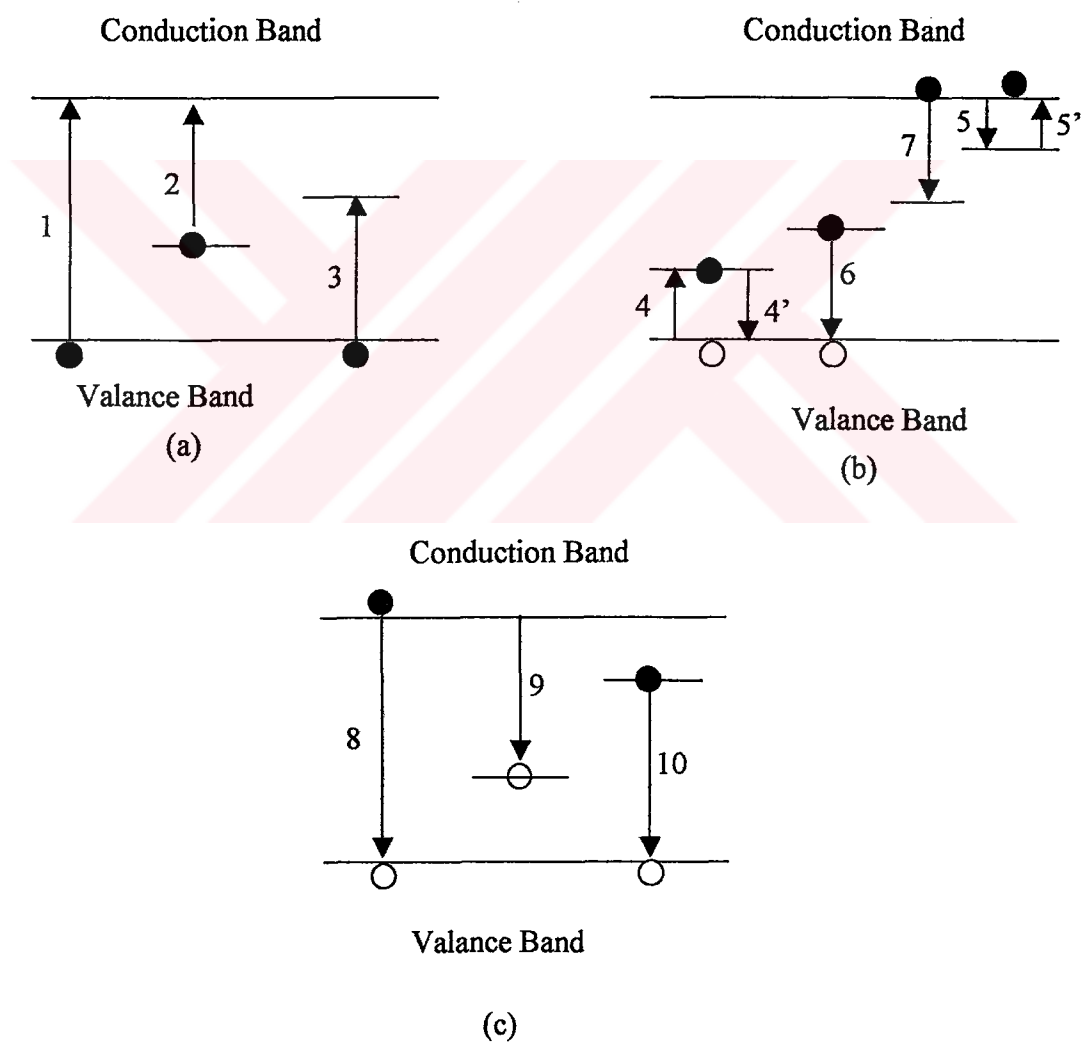 Conduction Band
1
2
3
Valance Band
(a)
Conduction Band
7
5
5’
4
4’
6
Valance Band
(b)
Conduction Band
8
9
10
Valance Band
(c)